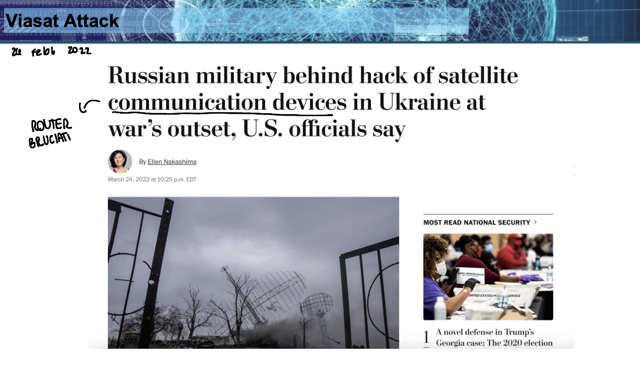 Viasat Attack
24 Febb 2022
Russian military behind hack of satellite
communication devices in Ukraine at
war's outset, U.S. officials say
ROUTER
BRUCIATI
By Ellen Nakashima
March 24, 2022 at 10:25 p.m. EDT
MOST READ NATIONAL SECURITY >
1 A novel defense in Trump's
Georgia case: The 2020 election